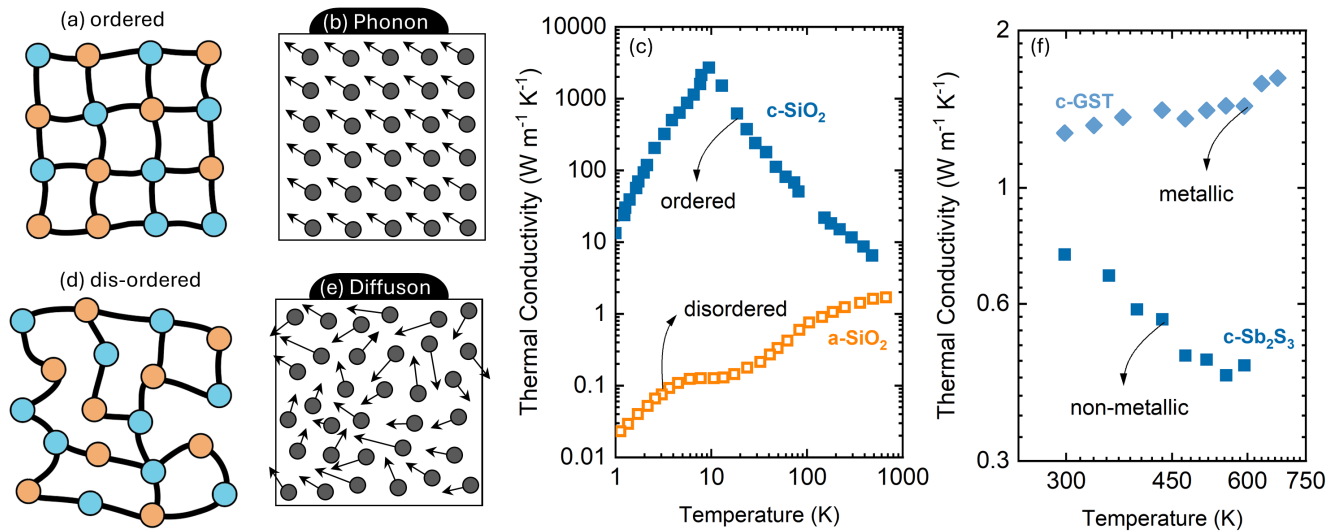 (a) ordered
(b) Phonon
(d) dis-ordered
(e) Diffuson
(c)
Thermal Conductivity (W m⁻¹ K⁻¹)
10000
1000
100
10
1
0.1
0.01
c-SiO₂
ordered
disordered
a-SiO₂
1
10
100
1000
Temperature (K)
(f)
Thermal Conductivity (W m⁻¹ K⁻¹)
2
1
0.6
0.3
c-GST
metallic
c-Sb₂S₃
non-metallic
300
450
600
750
Temperature (K)